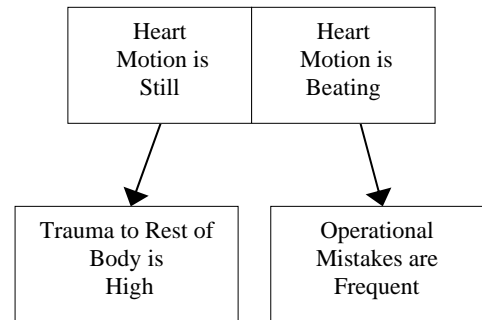 Heart
Motion is
Still
Heart
Motion is
Beating
Trauma to Rest of
Body is
High
Operational
Mistakes are
Frequent